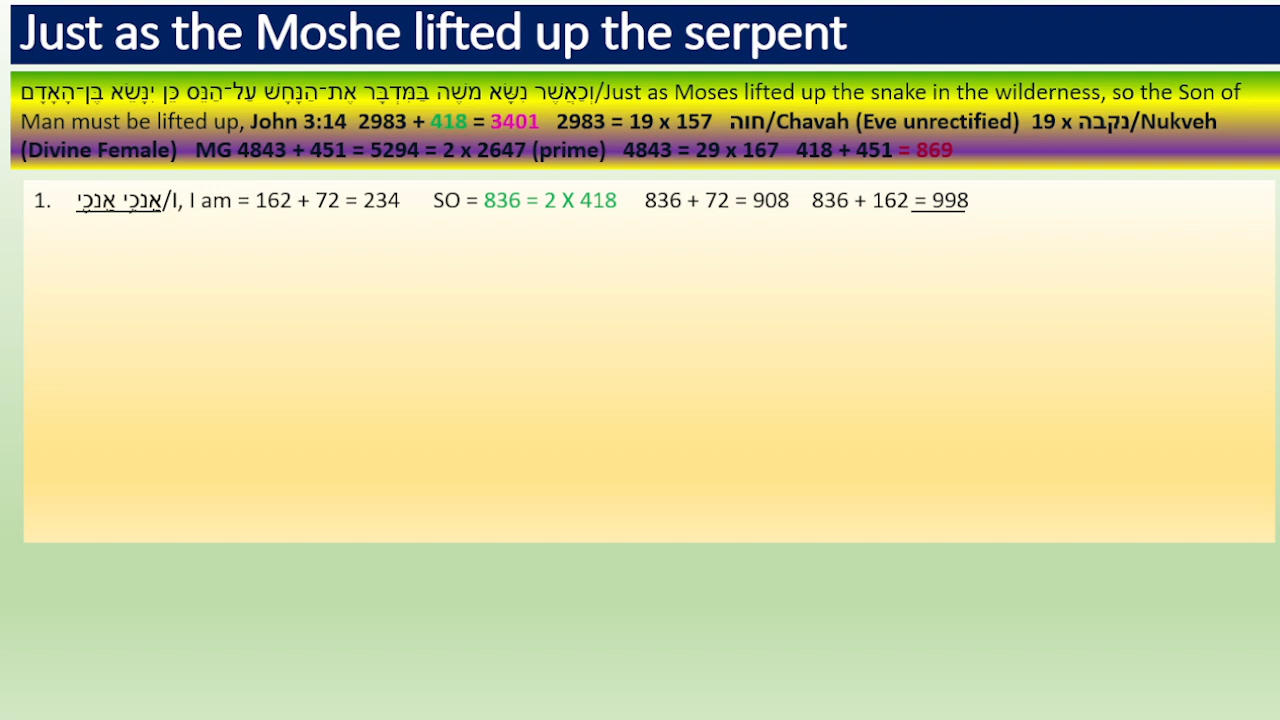 Just as the Moshe lifted up the serpent
וְכַאֲשֶׁר נִשָּׂא מֹשֶׁה בַּמִּדְבָּר אֶת־הַנָּחָשׁ עַל־הַנֵּס כֵּן יִנָּשֵׂא בֶּן־הָאָדָם/Just as Moses lifted up the snake in the wilderness, so the Son of
Man must be lifted up, John 3:14 2983 + 418 = 3401 2983 = 19 x 157 חוה/Chavah (Eve unrectified) 19 x נקבה/Nukveh
(Divine Female) MG 4843 + 451 = 5294 = 2 x 2647 (prime) 4843 = 29 x 167 418 + 451 = 869
1. אָנֹכִי אָנֹכִי/I, I am = 162 + 72 = 234 SO = 836 = 2 X 418 836 + 72 = 908 836 + 162 = 998